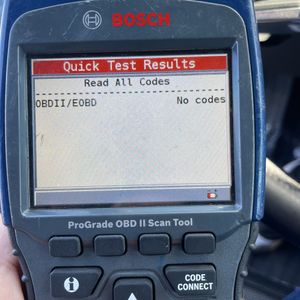 BOSCH
Quick Test Results
Read All Codes
OBDII/EOBD No codes
ProGrade OBD II Scan Tool
i
CODE
CONNECT